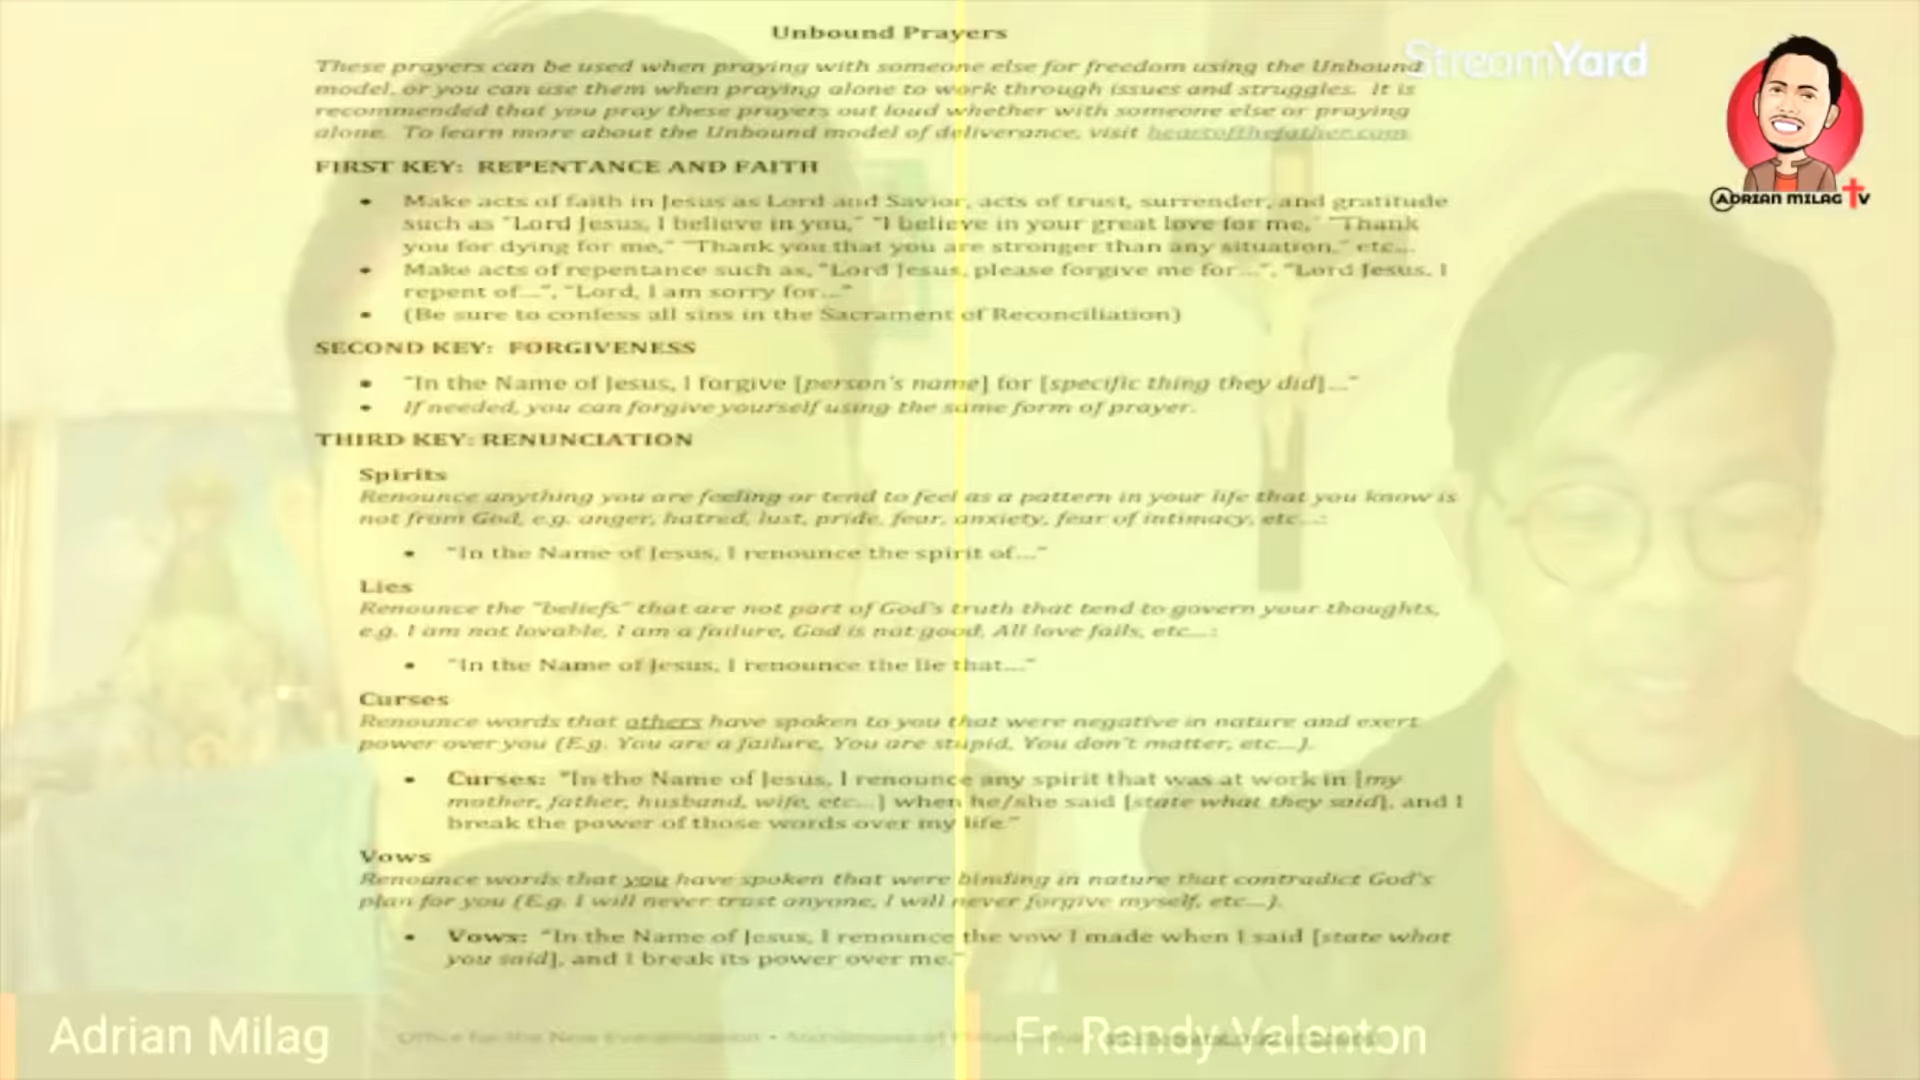 Unbound Prayers
These prayers can be used when praying with someone else for freedom using the Unbound
model, or you can use them when praying alone to work through issues and struggles. It is
recommended that you pray these prayers out loud whether with someone else or praying
alone. To learn more about the Unbound model of deliverance, visit heartofthefather.com
StreamYard
ADRIAN MILAG TV
FIRST KEY: REPENTANCE AND FAITH
• Make acts of faith in Jesus as Lord and Savior, acts of trust, surrender, and gratitude
such as "Lord Jesus, I believe in you," "I believe in your great love for me," "Thank
you for dying for me," "Thank you that you are stronger than any situation," etc...
• Make acts of repentance such as, "Lord Jesus, please forgive me for...", "Lord Jesus, I
repent of...", "Lord, I am sorry for..."
• (Be sure to confess all sins in the Sacrament of Reconciliation)
SECOND KEY: FORGIVENESS
• "In the Name of Jesus, I forgive [person's name] for [specific thing they did]..."
• If needed, you can forgive yourself using the same form of prayer.
THIRD KEY: RENUNCIATION
Spirits
Renounce anything you are feeling or tend to feel as a pattern in your life that you know is
not from God, e.g. anger, hatred, lust, pride, fear, anxiety, fear of intimacy, etc...:
• "In the Name of Jesus, I renounce the spirit of..."
Lies
Renounce the "beliefs" that are not part of God's truth that tend to govern your thoughts,
e.g. I am not lovable, I am a failure, God is not good, All love fails, etc...:
• "In the Name of Jesus, I renounce the lie that..."
Curses
Renounce words that others have spoken to you that were negative in nature and exert
power over you (E.g. You are a failure, You are stupid, You don't matter, etc...).
• Curses: "In the Name of Jesus, I renounce any spirit that was at work in [my
mother, father, husband, wife, etc...] when he/she said [state what they said], and I
break the power of those words over my life."
Vows
Renounce words that you have spoken that were binding in nature that contradict God's
plan for you (E.g. I will never trust anyone, I will never forgive myself, etc...).
• Vows: "In the Name of Jesus, I renounce the vow I made when I said [state what
you said], and I break its power over me."
Office for the New Evangelization •
Adrian Milag
Fr. Randy Valenton